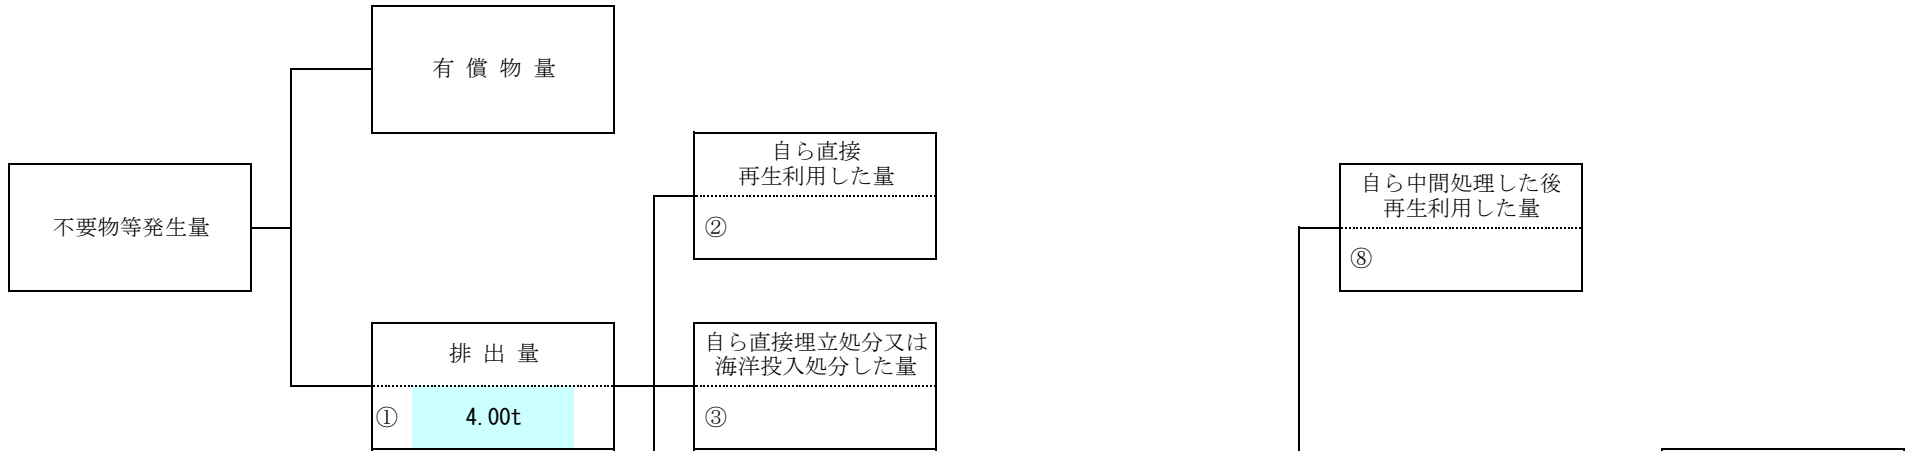 有 償 物 量
自ら直接
再生利用した量
②
自ら中間処理した後
再生利用した量
⑧
不要物等発生量
排 出 量
① 4.00t
自ら直接埋立処分又は
海洋投入処分した量
③